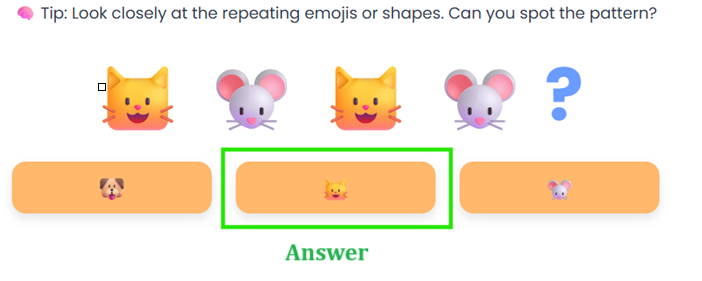 Tip: Look closely at the repeating emojis or shapes. Can you spot the pattern?
?
Answer